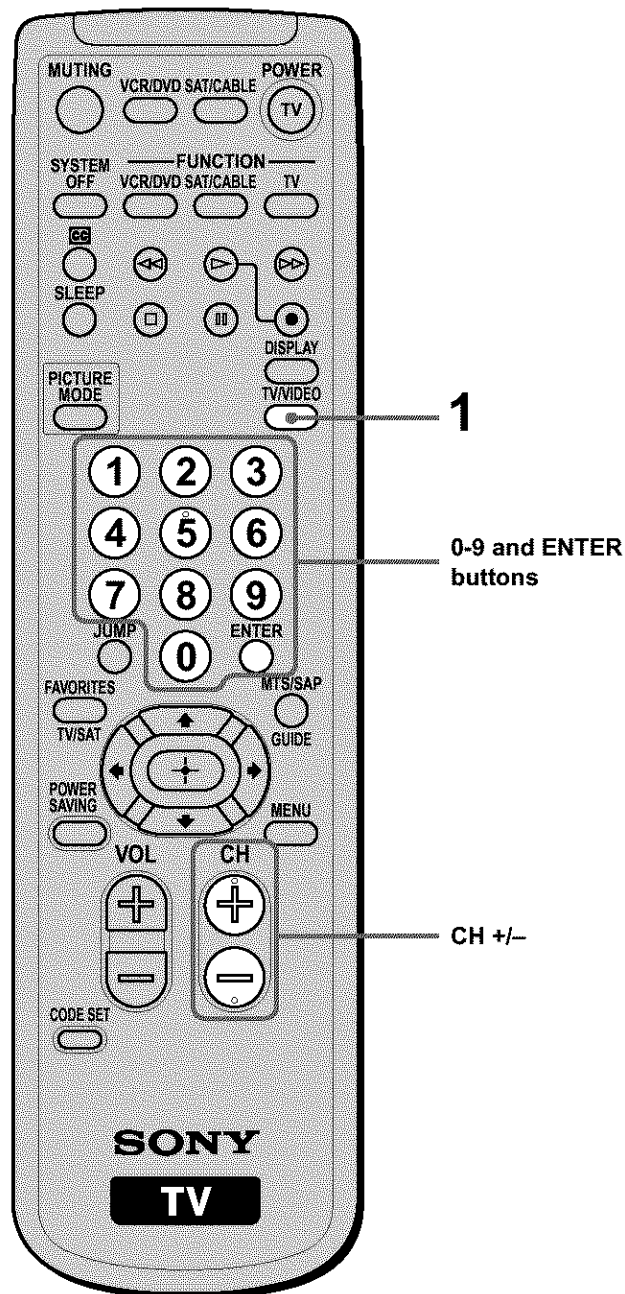 MUTING
POWER
VCR/DVD SAT/CABLE
TV
FUNCTION
SYSTEM OFF
VCR/DVD SAT/CABLE TV
CC
SLEEP
DISPLAY
PICTURE MODE
TV/VIDEO
1
1 2 3
4 5 6
0-9 and ENTER buttons
7 8 9
JUMP
0
ENTER
FAVORITES
MTS/SAP
TV/SAT
GUIDE
POWER SAVING
MENU
VOL
CH
CH +/–
CODE SET
SONY
TV